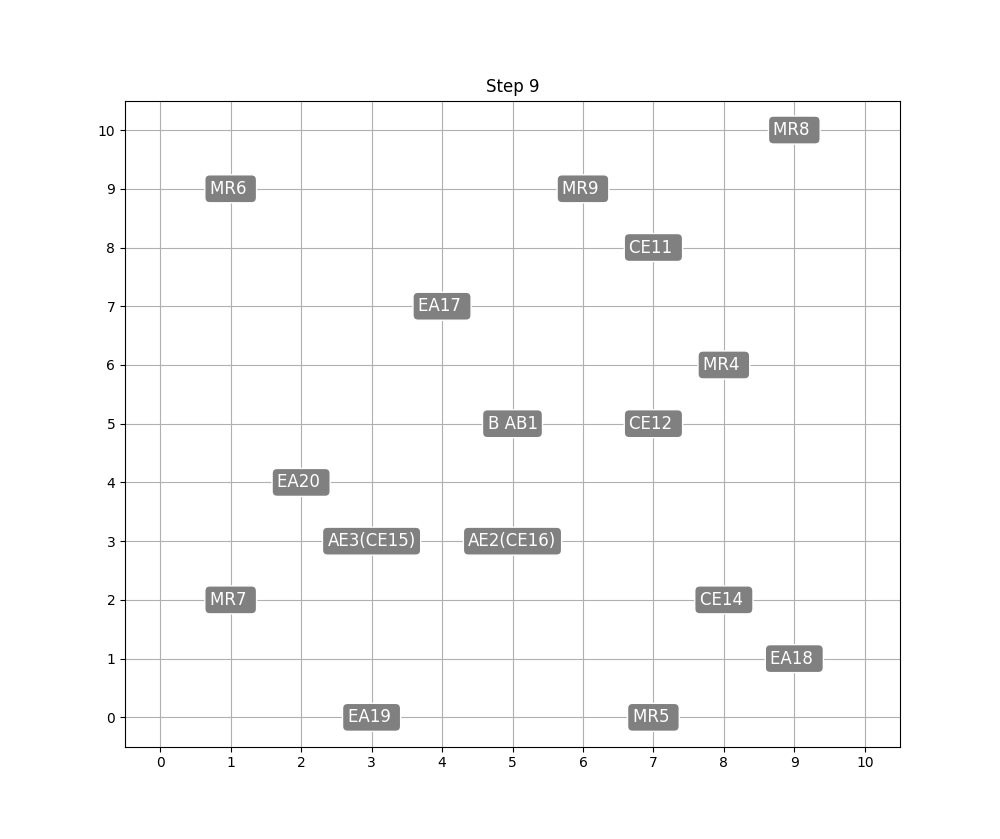 Step 9
10
MR8
MR6
MR9
9
CE11
8
EA17
7
MR4
6
B AB1
CE12
5
EA20
4
AE3(CE15)
AE2(CE16)
3
MR7
CE14
2
EA18
1
EA19
MR5
0
0 1 2 3 4 5 6 7 8 9 10